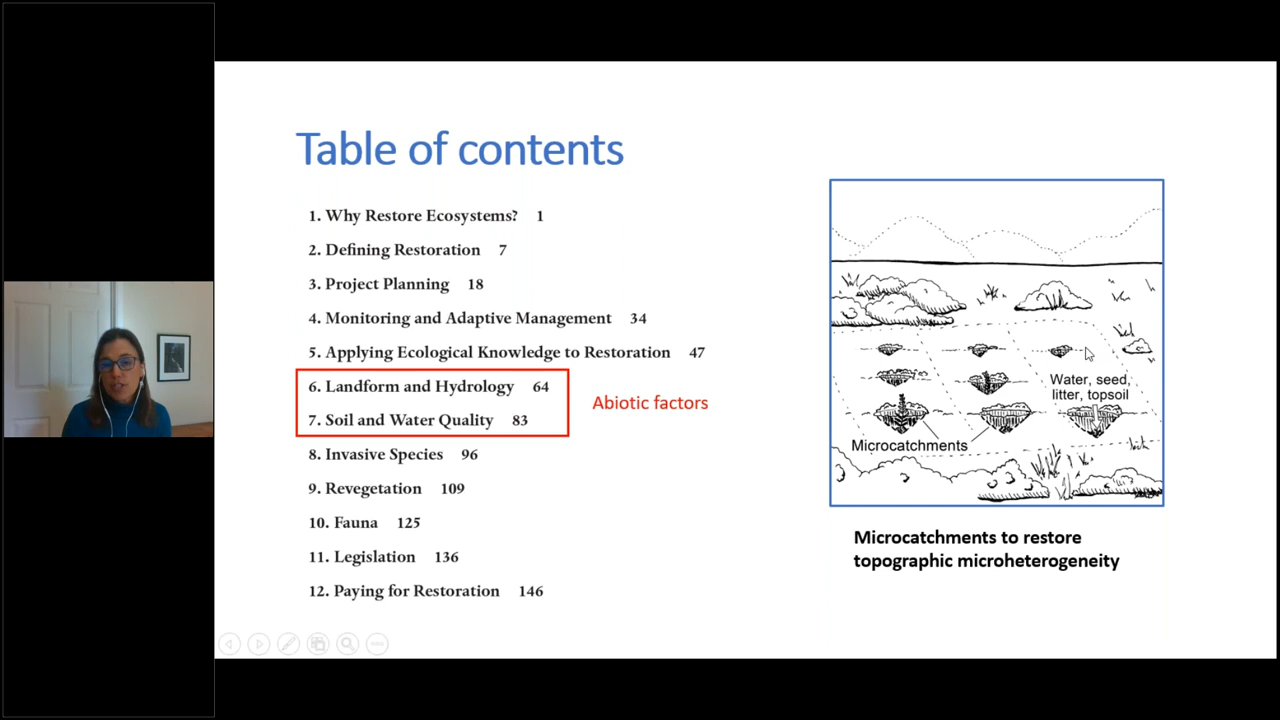 Table of contents
1. Why Restore Ecosystems? 1
2. Defining Restoration 7
3. Project Planning 18
4. Monitoring and Adaptive Management 34
5. Applying Ecological Knowledge to Restoration 47
6. Landform and Hydrology 64
7. Soil and Water Quality 83
Abiotic factors
8. Invasive Species 96
9. Revegetation 109
10. Fauna 125
11. Legislation 136
12. Paying for Restoration 146
Water, seed,
litter, topsoil
Microcatchments
Microcatchments to restore
topographic microheterogeneity